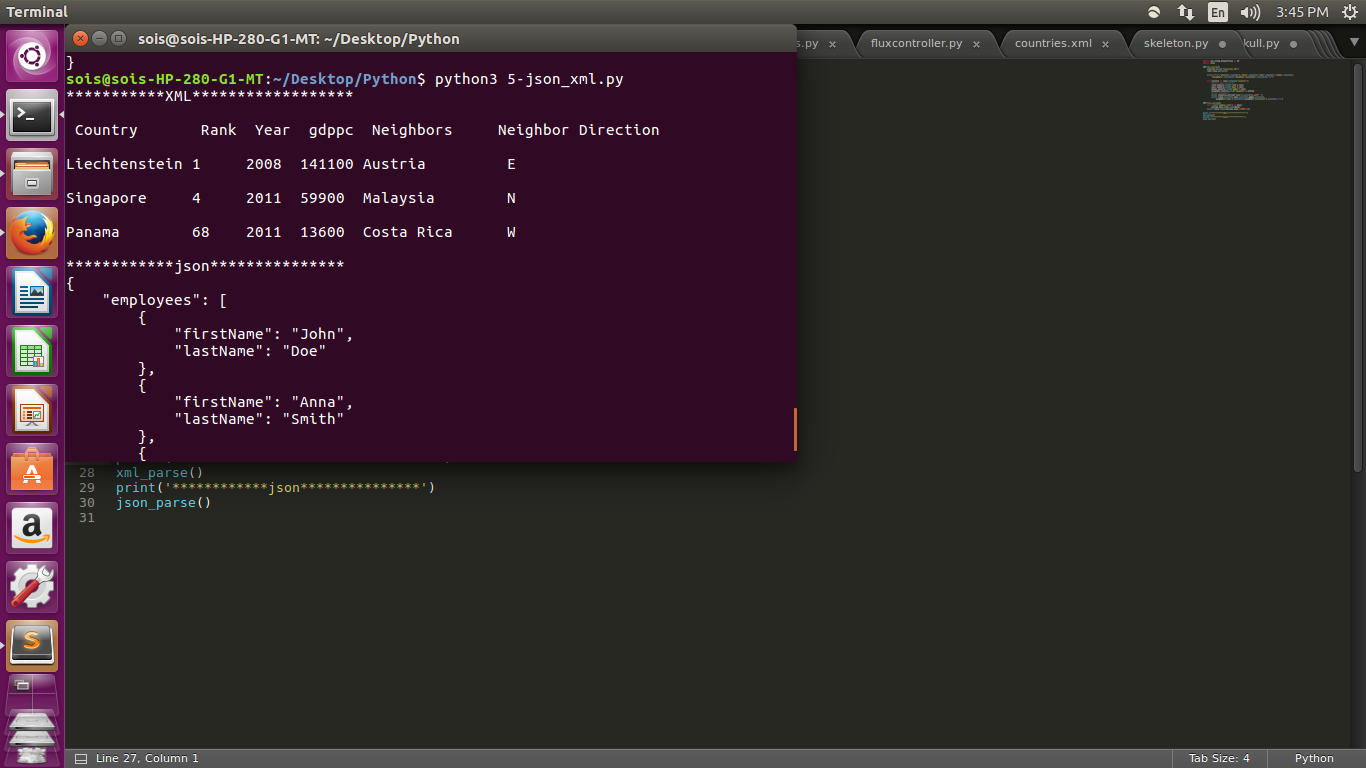 Terminal
En
3:45 PM
sois@sois-HP-280-G1-MT: ~/Desktop/Python
s.py
fluxcontroller.py
countries.xml
skeleton.py
kull.py
}
sois@sois-HP-280-G1-MT:~/Desktop/Python$ python3 5-json_xml.py
***********XML******************
Country Rank Year gdppc Neighbors Neighbor Direction
Liechtenstein 1 2008 141100 Austria E
Singapore 4 2011 59900 Malaysia N
Panama 68 2011 13600 Costa Rica W
************json***************
{
"employees": [
{
"firstName": "John",
"lastName": "Doe"
},
{
"firstName": "Anna",
"lastName": "Smith"
},
{
28 xml_parse()
29 print('************json***************')
30 json_parse()
31
Line 27, Column 1
Tab Size: 4
Python